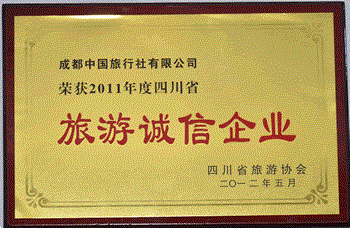 成都中国旅行社有限公司
荣获2011年度四川省
旅游诚信企业
四川省旅游协会
二〇一二年五月